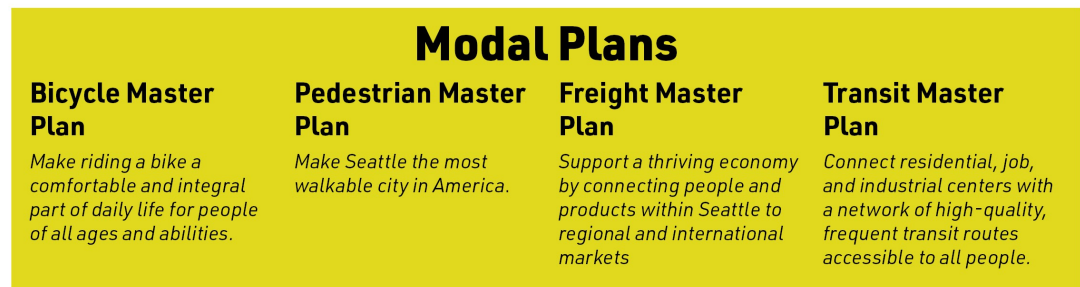 Modal Plans
Bicycle Master
Plan
Make riding a bike a
comfortable and integral
part of daily life for people
of all ages and abilities.
Pedestrian Master
Plan
Make Seattle the most
walkable city in America.
Freight Master
Plan
Support a thriving economy
by connecting people and
products within Seattle to
regional and international
markets
Transit Master
Plan
Connect residential, job,
and industrial centers with
a network of high-quality,
frequent transit routes
accessible to all people.